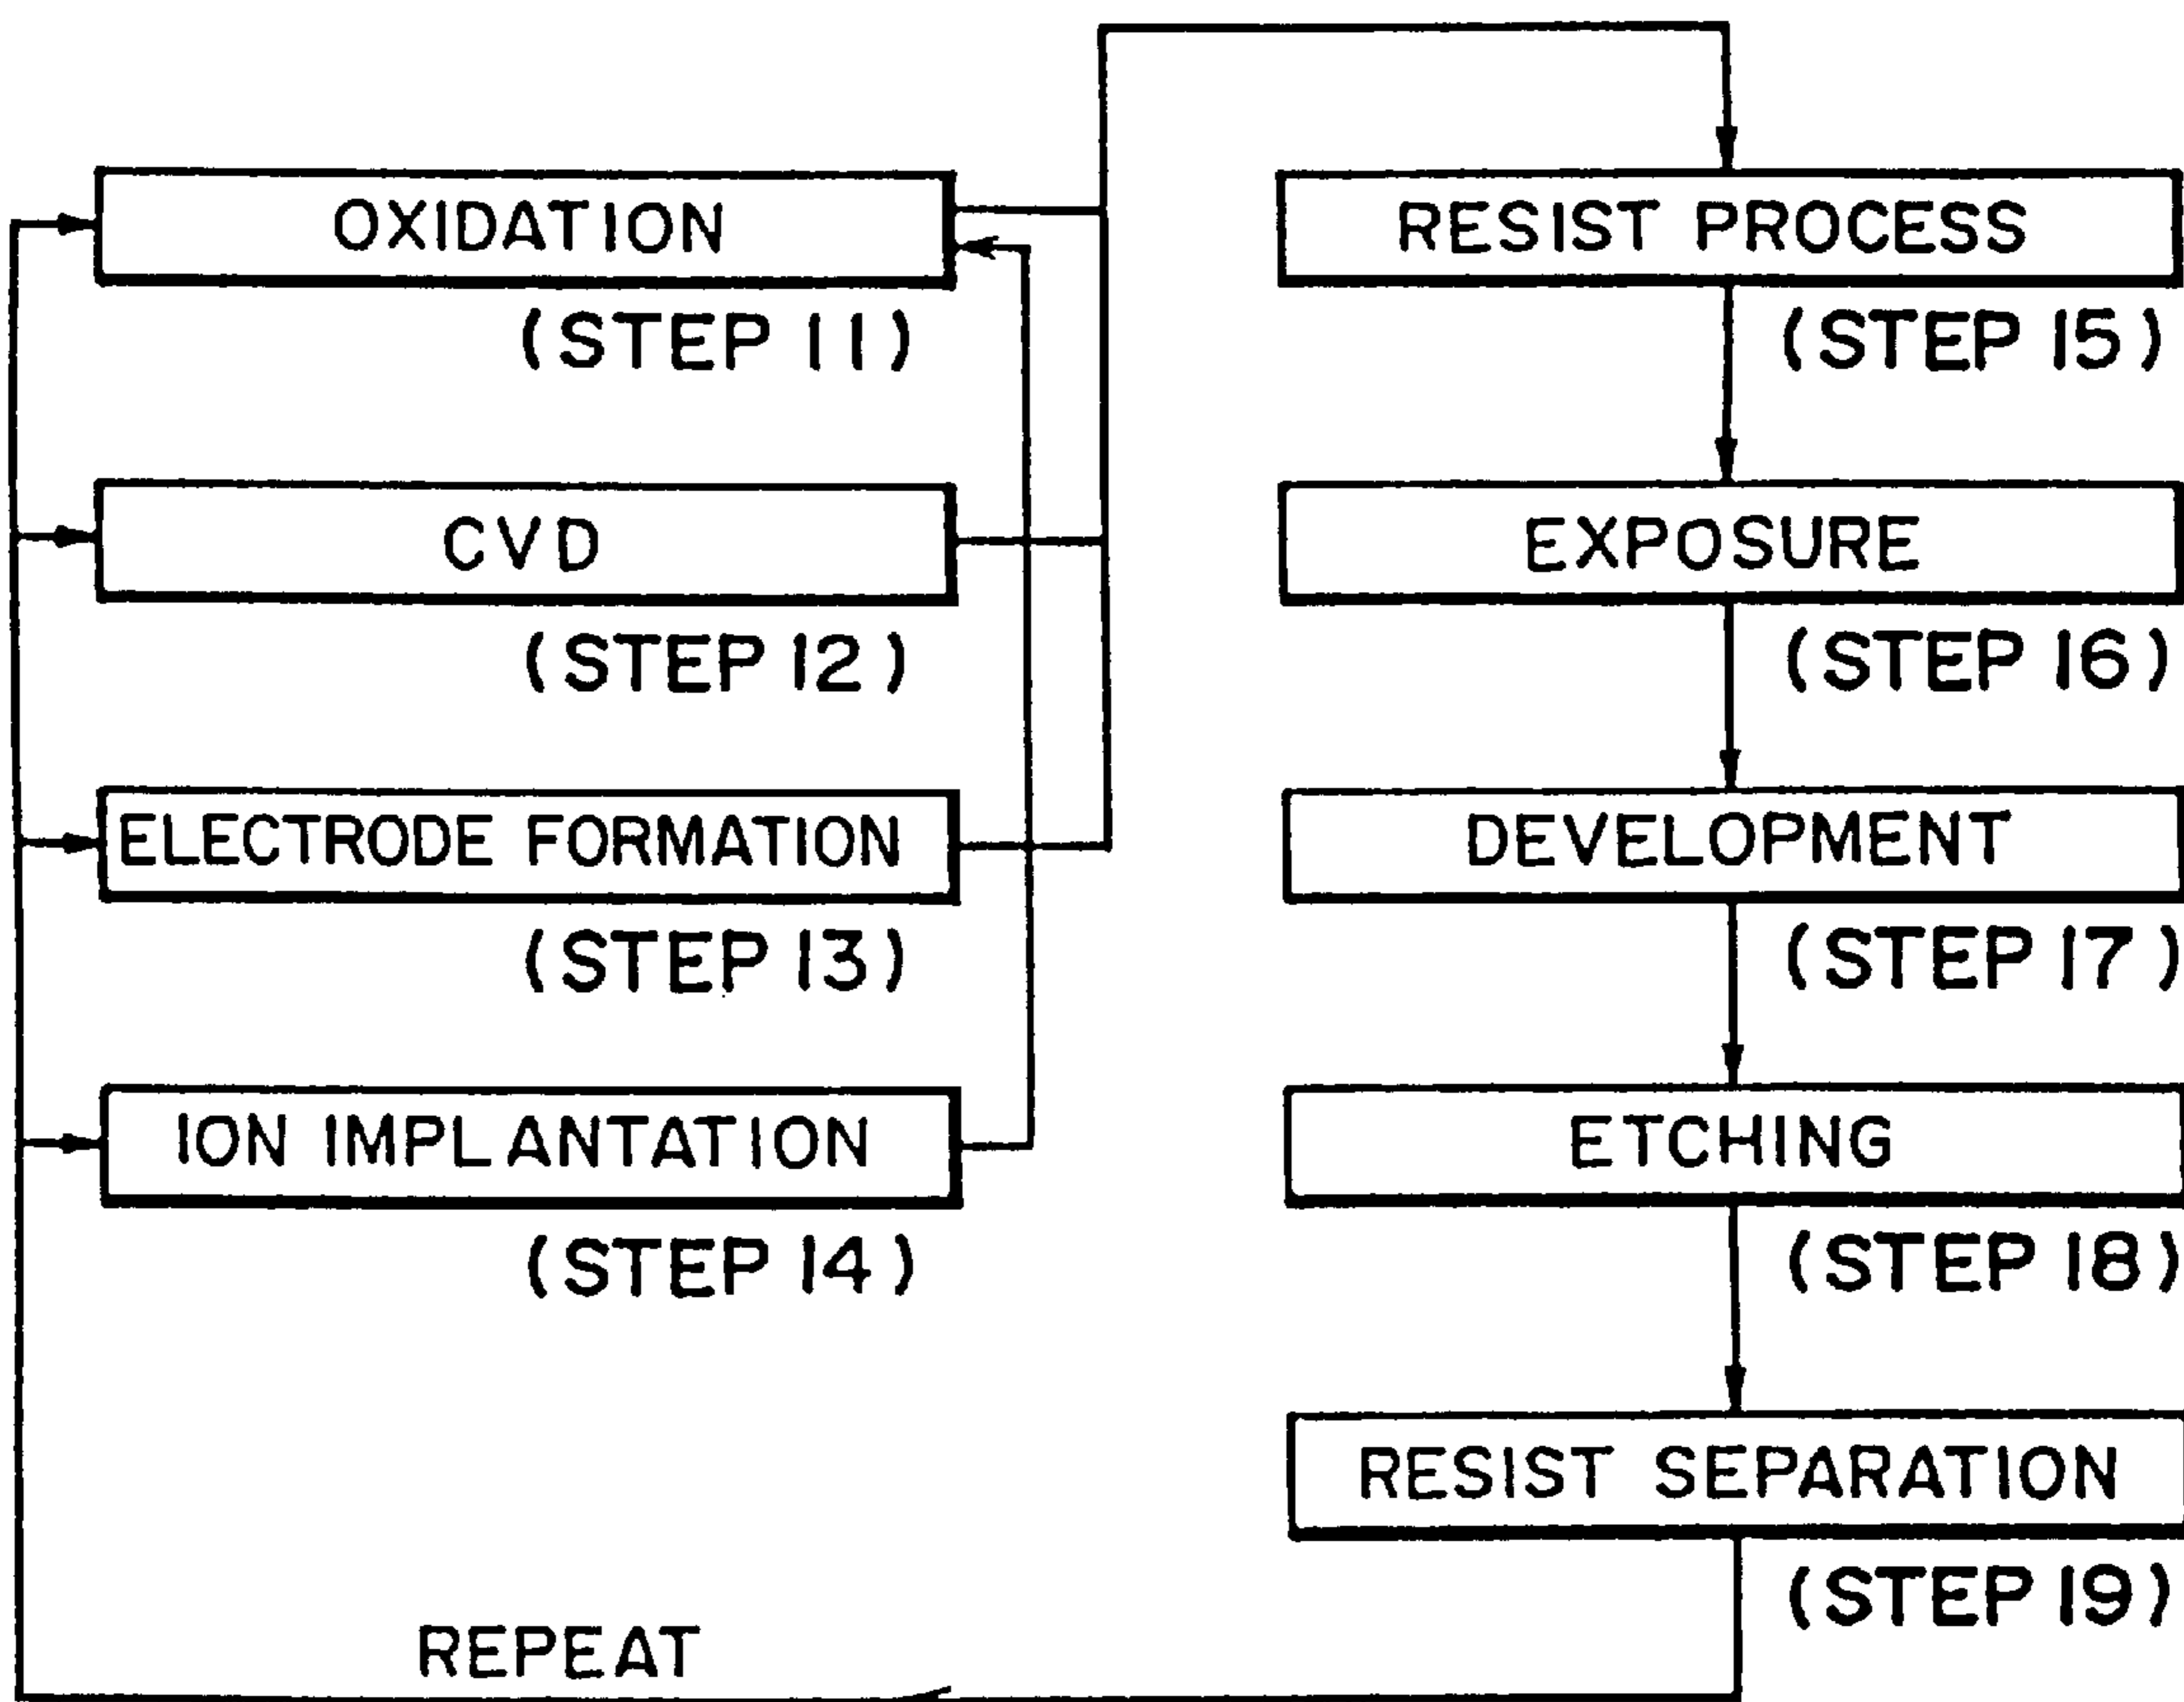 OXIDATION
(STEP 11)
CVD
(STEP 12)
ELECTRODE FORMATION
(STEP 13)
ION IMPLANTATION
(STEP 14)
RESIST PROCESS
(STEP 15)
EXPOSURE
(STEP 16)
DEVELOPMENT
(STEP 17)
ETCHING
(STEP 18)
RESIST SEPARATION
(STEP 19)
REPEAT